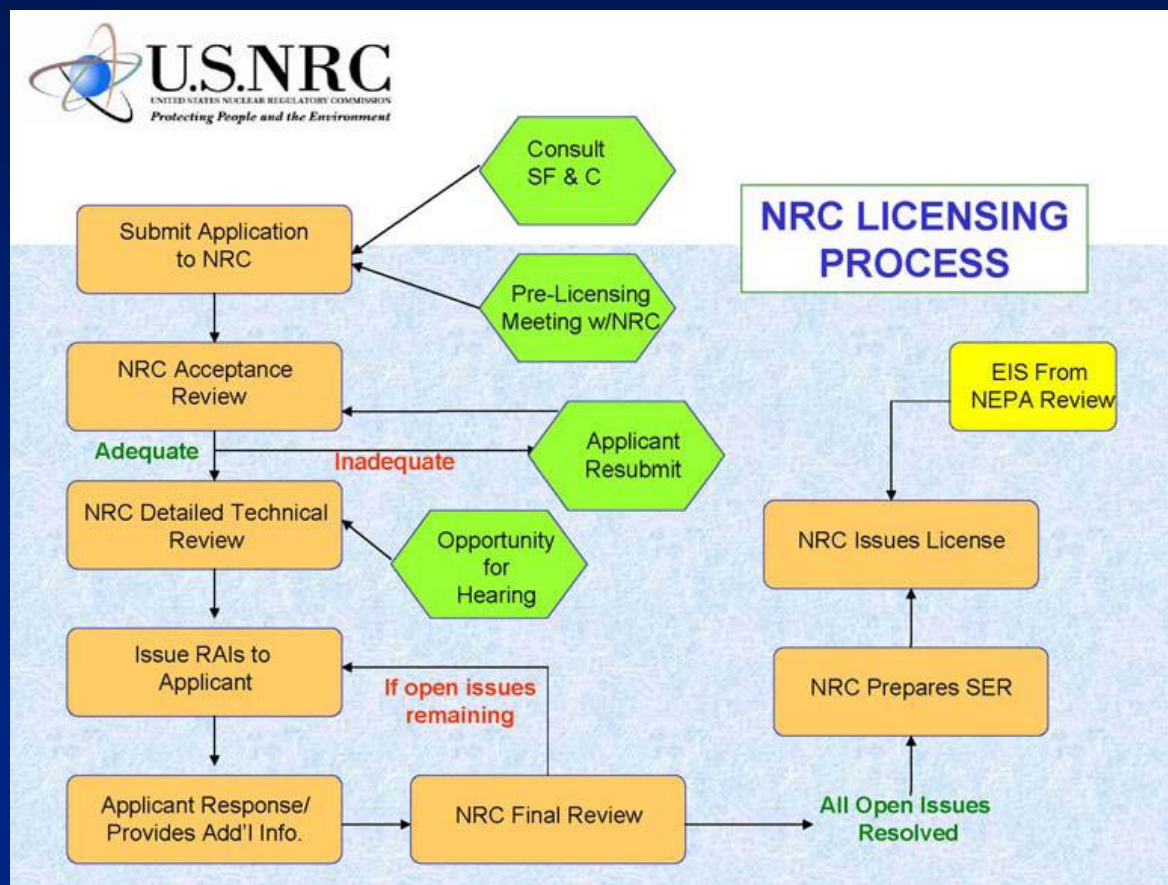 U.S.NRC
UNITED STATES NUCLEAR REGULATORY COMMISSION
Protecting People and the Environment
Consult
SF & C
NRC LICENSING
PROCESS
Submit Application
to NRC
Pre-Licensing
Meeting w/NRC
NRC Acceptance
Review
EIS From
NEPA Review
Adequate
Inadequate
Applicant
Resubmit
NRC Detailed Technical
Review
Opportunity
for
Hearing
NRC Issues License
Issue RAIs to
Applicant
If open issues
remaining
NRC Prepares SER
Applicant Response/
Provides Add'l Info.
NRC Final Review
All Open Issues
Resolved